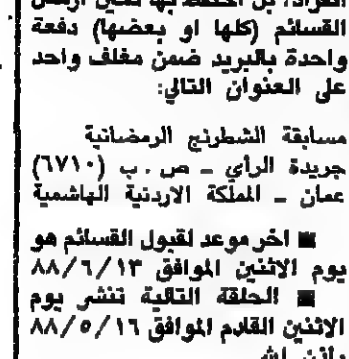 القسائم (كلها او بعضها) دفعة
واحدة بالبريد ضمن مغلف واحد
على العنوان التالي:
مسابقة الشطرنج الرمضانية
جريدة الرأي – ص . ب (٦٧١٠)
عمان – المملكة الاردنية الهاشمية
■ اخر موعد لقبول القسائم هو
يوم الاثنين الموافق ٨٨/٦/١٣
■ الحلقة التالية تنشر يوم
الاثنين القادم الموافق ٨٨/٥/١٦